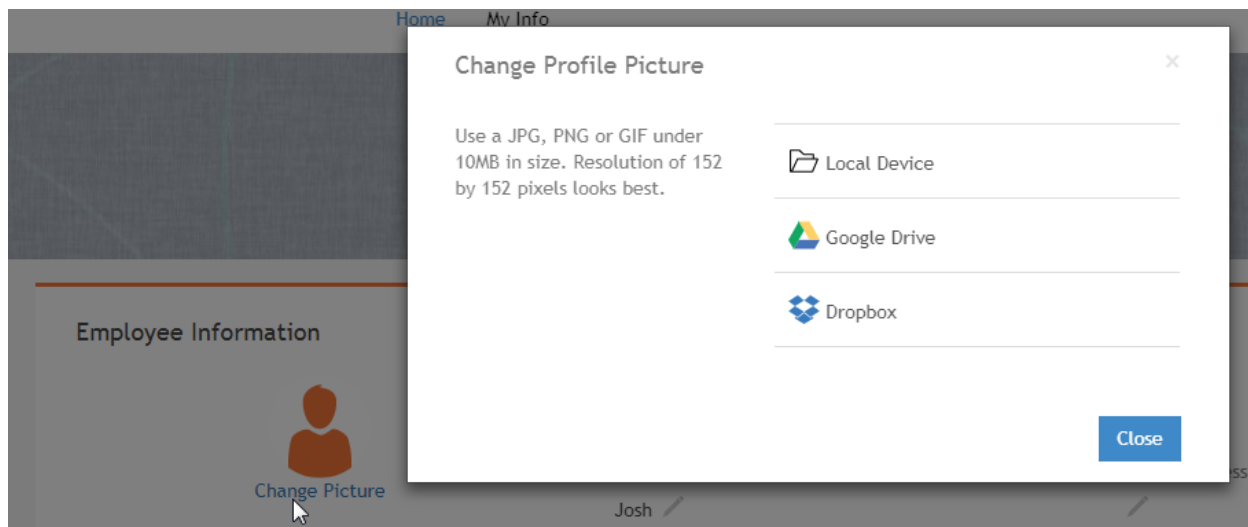 Home My Info
Change Profile Picture
Use a JPG, PNG or GIF under
10MB in size. Resolution of 152
by 152 pixels looks best.
Local Device
Google Drive
Dropbox
Close
Employee Information
Change Picture
Josh